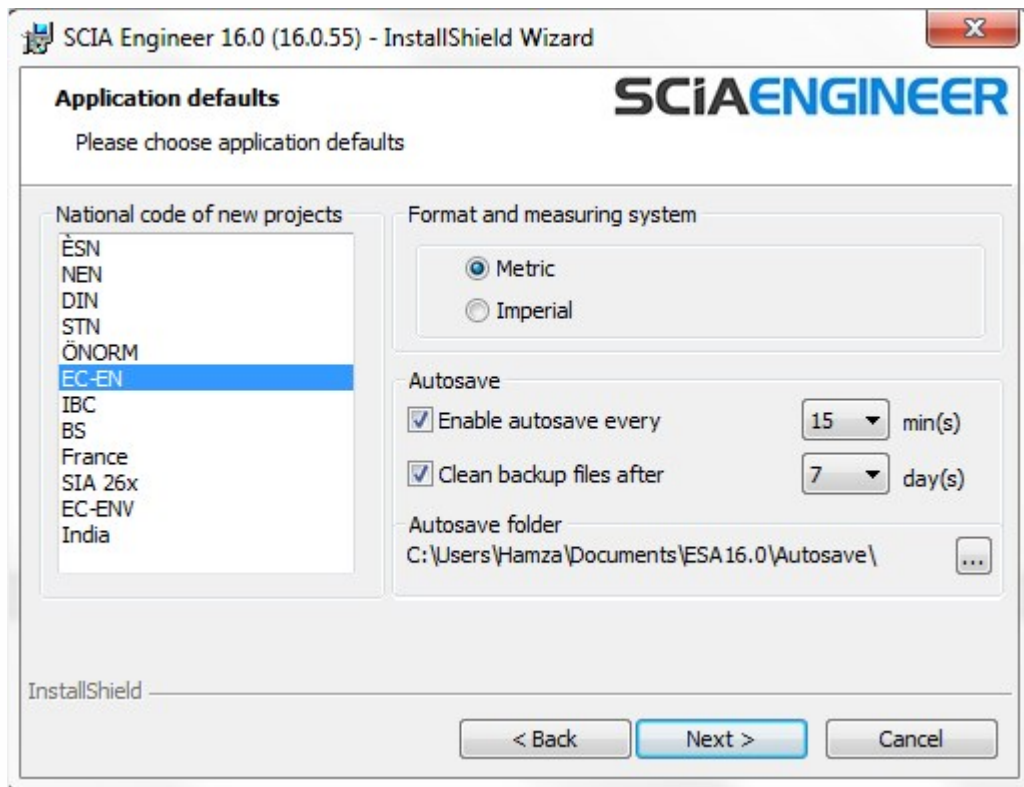 SCIA Engineer 16.0 (16.0.55) - InstallShield Wizard
Application defaults
Please choose application defaults
SCiAENGINEER
National code of new projects
ÈSN
NEN
DIN
STN
ÖNORM
EC-EN
IBC
BS
France
SIA 26x
EC-ENV
India
Format and measuring system
Metric
Imperial
Autosave
Enable autosave every 15 min(s)
Clean backup files after 7 day(s)
Autosave folder
C:\Users\Hamza\Documents\ESA16.0\Autosave\ ...
InstallShield
< Back Next > Cancel